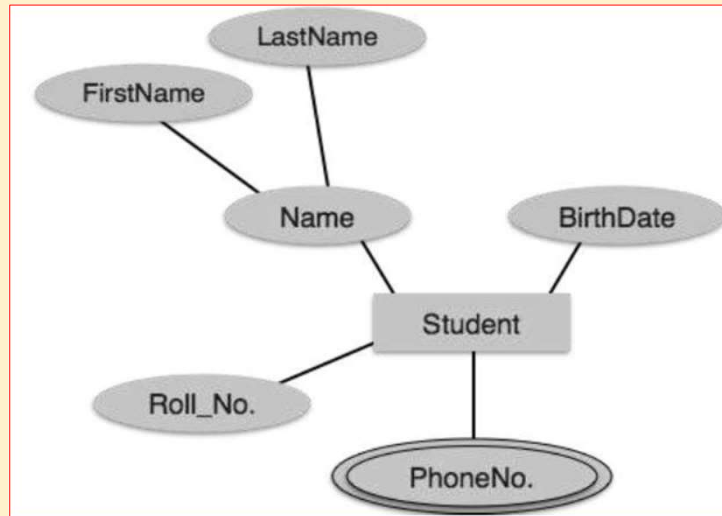 LastName
FirstName
Name
BirthDate
Student
Roll_No.
PhoneNo.